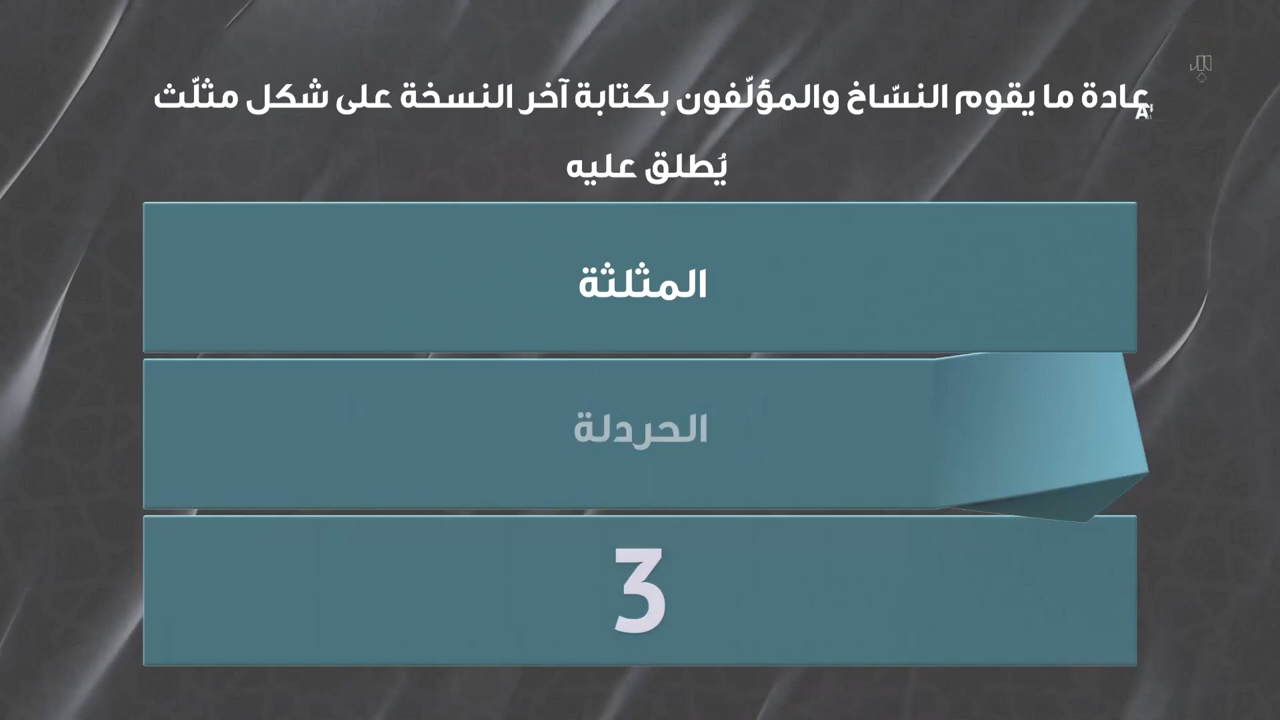 عادة ما يقوم النسّاخ والمؤلّفون بكتابة آخر النسخة على شكل مثلّث
يُطلق عليه
المثلثة
الحردلة
3